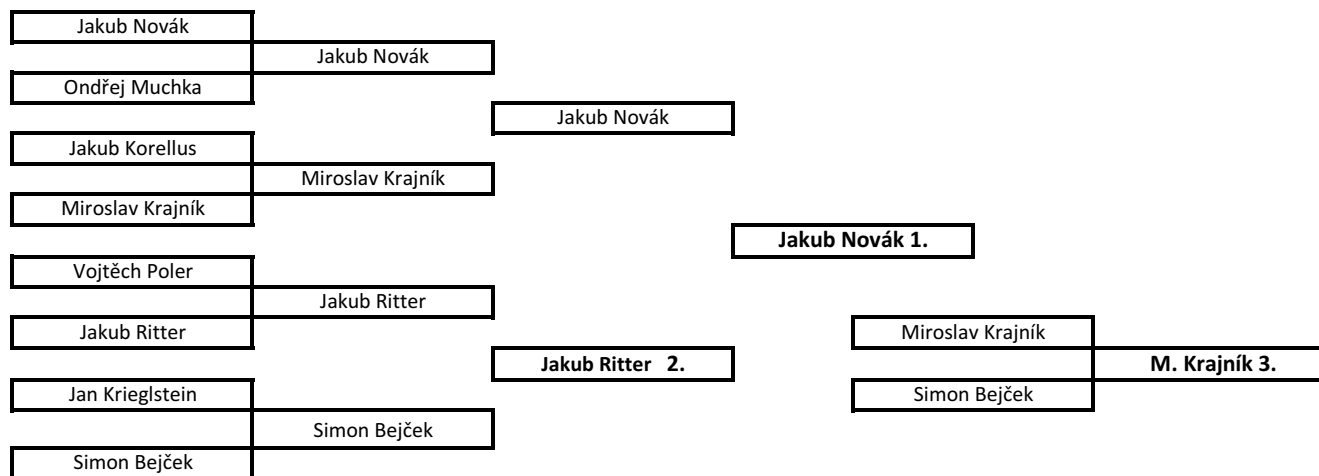 Jakub Novák
Jakub Novák
Ondřej Muchka
Jakub Novák
Jakub Korellus
Miroslav Krajník
Miroslav Krajník
Jakub Novák 1.
Vojtěch Poler
Jakub Ritter
Jakub Ritter
Miroslav Krajník
Jakub Ritter 2.
M. Krajník 3.
Jan Krieglstein
Simon Bejček
Simon Bejček
Simon Bejček